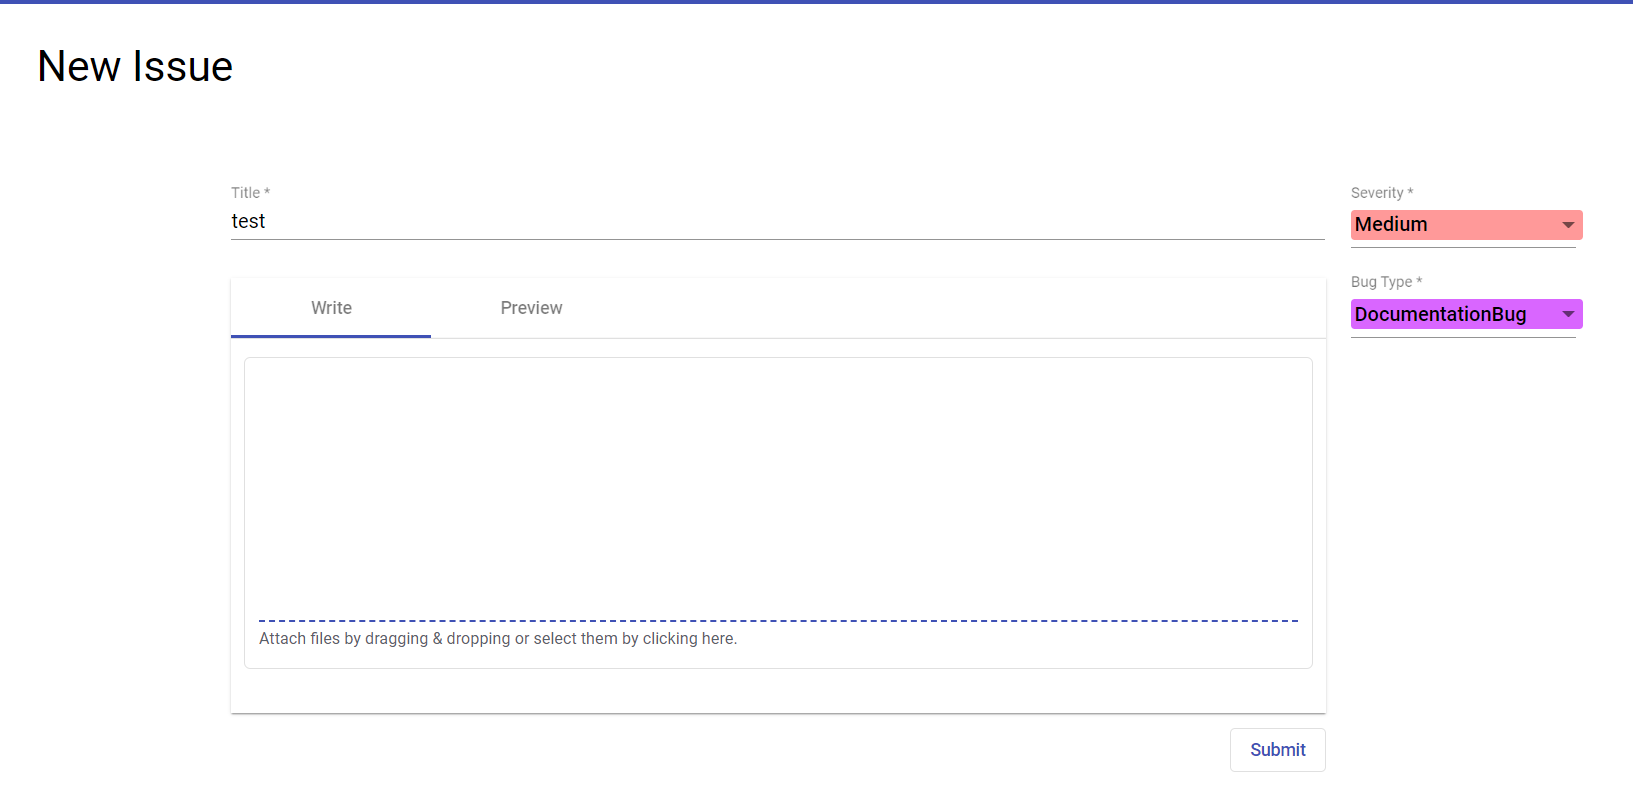 New Issue
Title *
test
Severity *
Medium
Bug Type *
DocumentationBug
Write
Preview
Attach files by dragging & dropping or select them by clicking here.
Submit